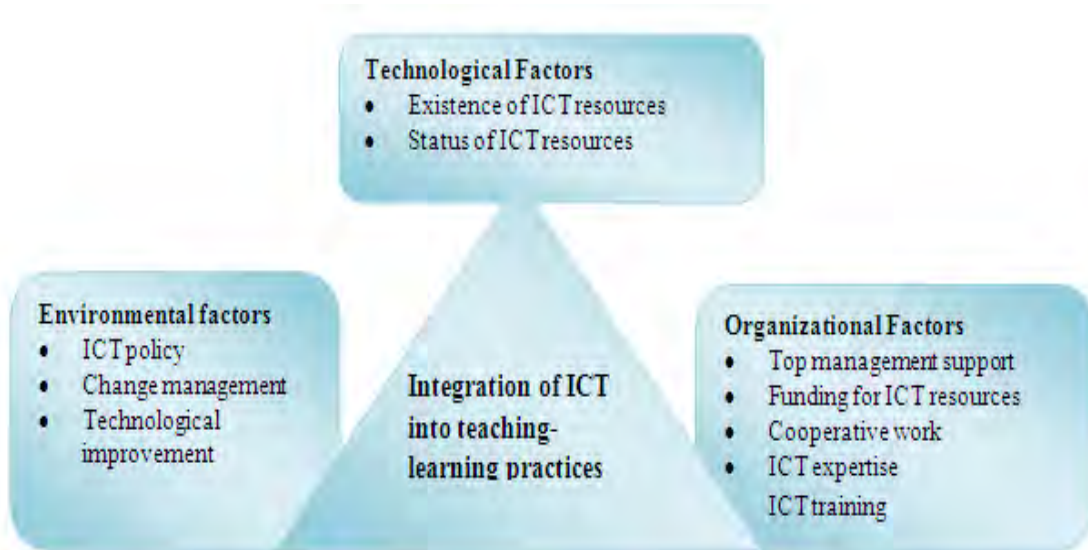 Technological Factors
• Existence of ICT resources
• Status of ICT resources
Environmental factors
• ICT policy
• Change management
• Technological
improvement
Integration of ICT
into teaching-
learning practices
Organizational Factors
• Top management support
• Funding for ICT resources
• Cooperative work
• ICT expertise
ICT training